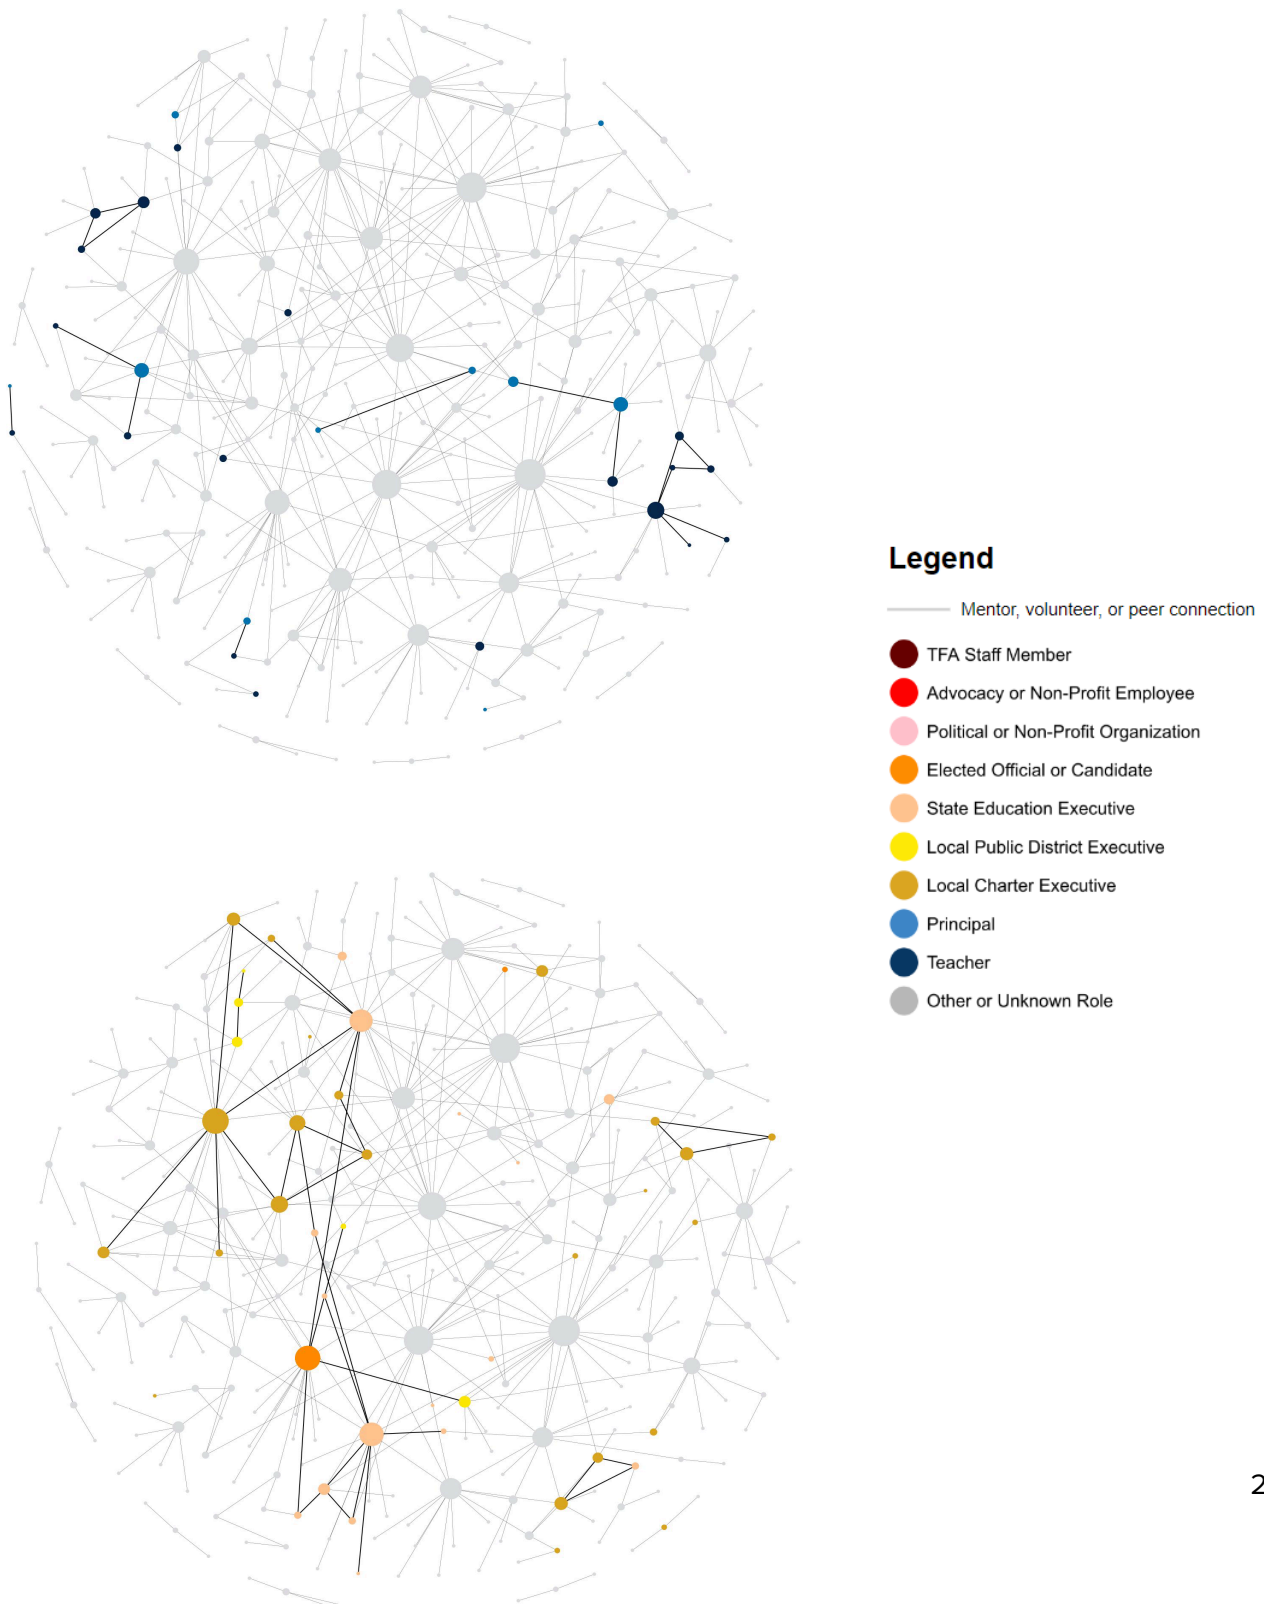 Legend
Mentor, volunteer, or peer connection
TFA Staff Member
Advocacy or Non-Profit Employee
Political or Non-Profit Organization
Elected Official or Candidate
State Education Executive
Local Public District Executive
Local Charter Executive
Principal
Teacher
Other or Unknown Role
2